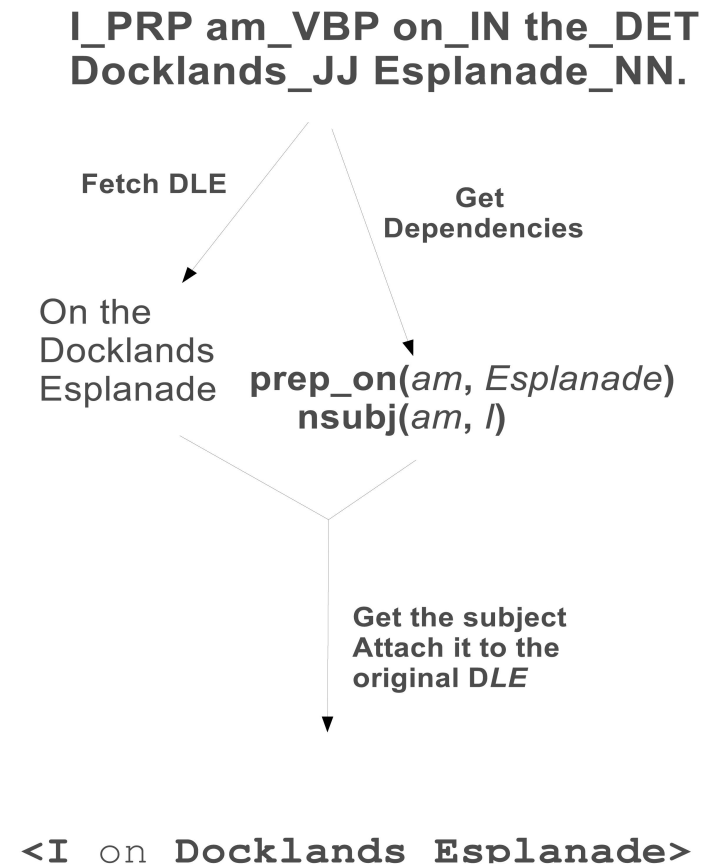 I_PRP am_VBP on_IN the_DET
Docklands_JJ Esplanade_NN.
Fetch DLE
Get
Dependencies
On the
Docklands
Esplanade
prep_on(am, Esplanade)
nsubj(am, I)
Get the subject
Attach it to the
original DLE
<I on Docklands Esplanade>